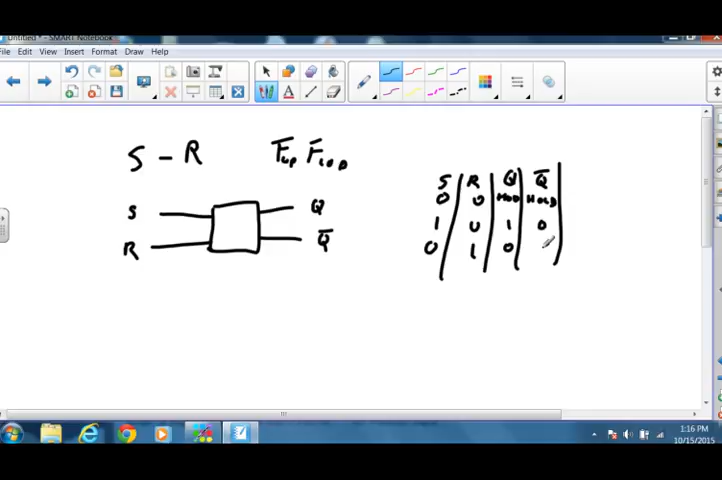 Untitled * - SMART Notebook
File Edit View Insert Format Draw Help
S - R Flip Flop
S Q
R Q̅
S R Q Q̅
0 0 HOLD HOLD
1 0 1 0
0 1 0
1:16 PM
10/15/2015